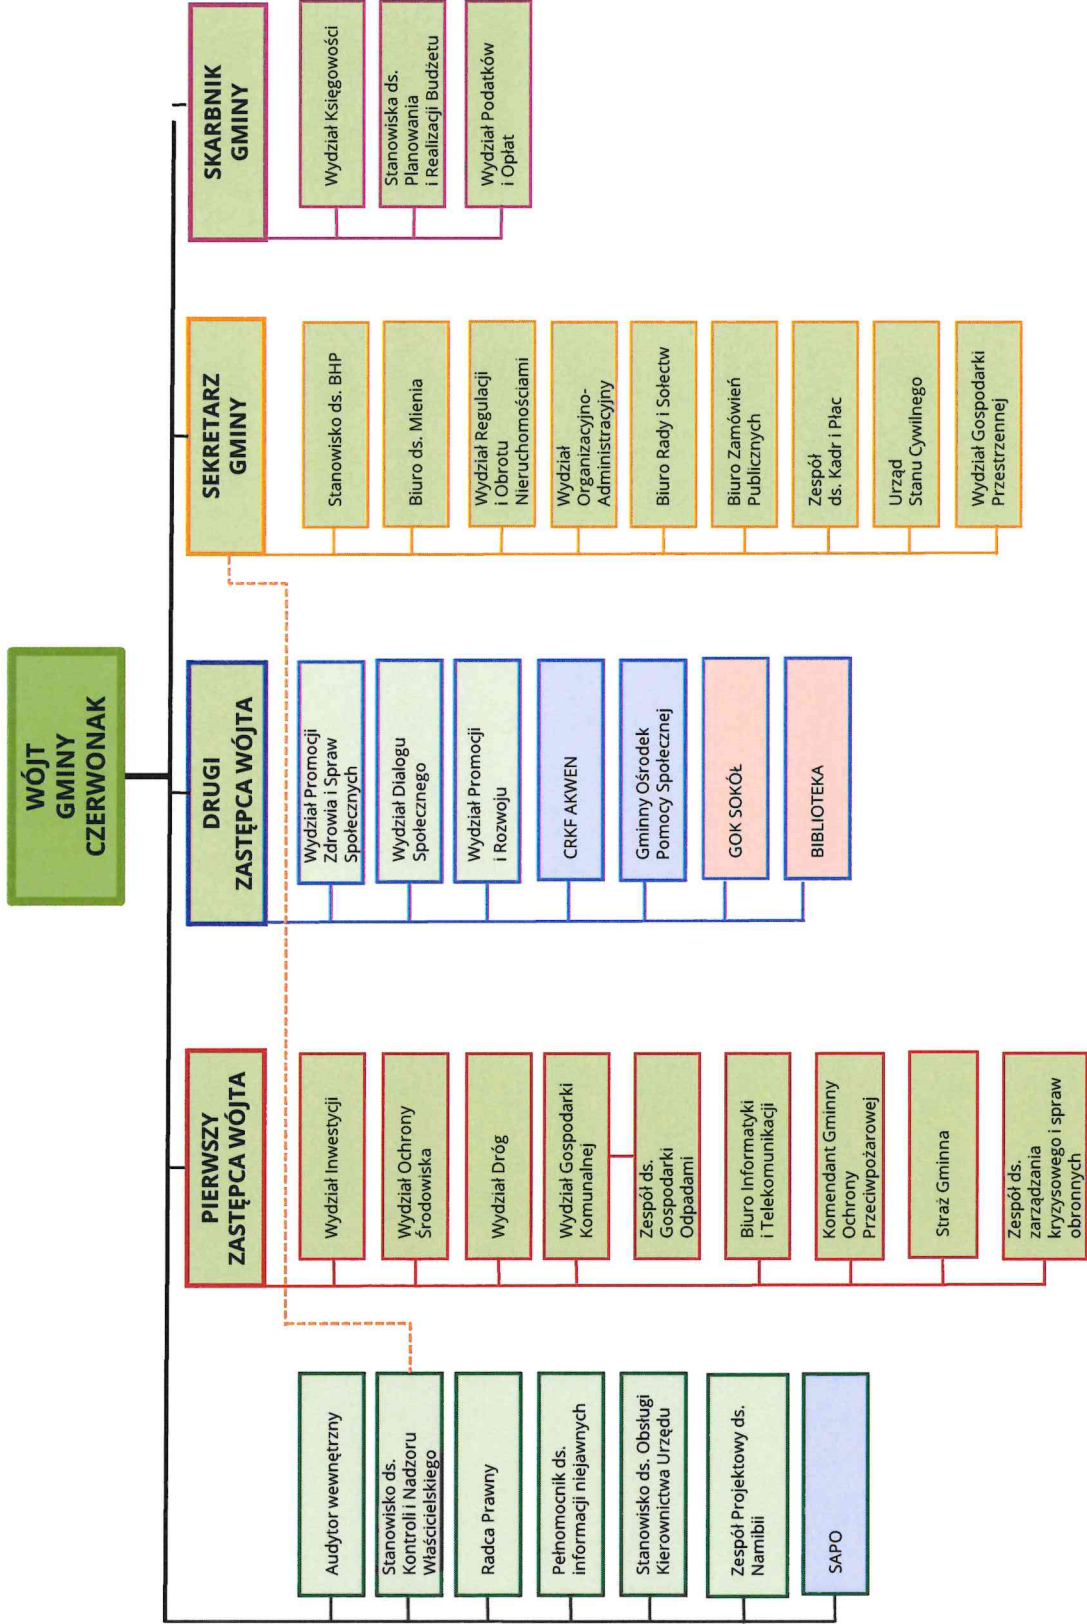 WÓJT
GMINY
CZERWONAK
PIERWSZY
ZASTĘPCA WÓJTA
DRUGI
ZASTĘPCA WÓJTA
SEKRETARZ
GMINY
SKARBNIK
GMINY
Audytor wewnętrzny
Stanowisko ds.
Kontroli i Nadzoru
Właścicielskiego
Radca Prawny
Pełnomocnik ds.
informacji niejawnych
Stanowisko ds. Obsługi
Kierownictwa Urzędu
Zespół Projektowy ds.
Namibii
SAPO
Wydział Inwestycji
Wydział Ochrony
Środowiska
Wydział Dróg
Wydział Gospodarki
Komunalnej
Zespół ds.
Gospodarki
Odpadami
Biuro Informatyki
i Telekomunikacji
Komendant Gminny
Ochrony
Przeciwpożarowej
Straż Gminna
Zespół ds.
zarządzania
kryzysowego i spraw
obronnych
Wydział Promocji
Zdrowia i Spraw
Społecznych
Wydział Dialogu
Społecznego
Wydział Promocji
i Rozwoju
CRKF AKWEN
Gminny Ośrodek
Pomocy Społecznej
GOK SOKÓŁ
BIBLIOTEKA
Stanowisko ds. BHP
Biuro ds. Mienia
Wydział Regulacji
i Obrotu
Nieruchomościami
Wydział
Organizacyjno-
Administracyjny
Biuro Rady i Sołectw
Biuro Zamówień
Publicznych
Zespół
ds. Kadr i Płac
Urząd
Stanu Cywilnego
Wydział Gospodarki
Przestrzennej
Wydział Księgowości
Stanowiska ds.
Planowania
i Realizacji Budżetu
Wydział Podatków
i Opłat